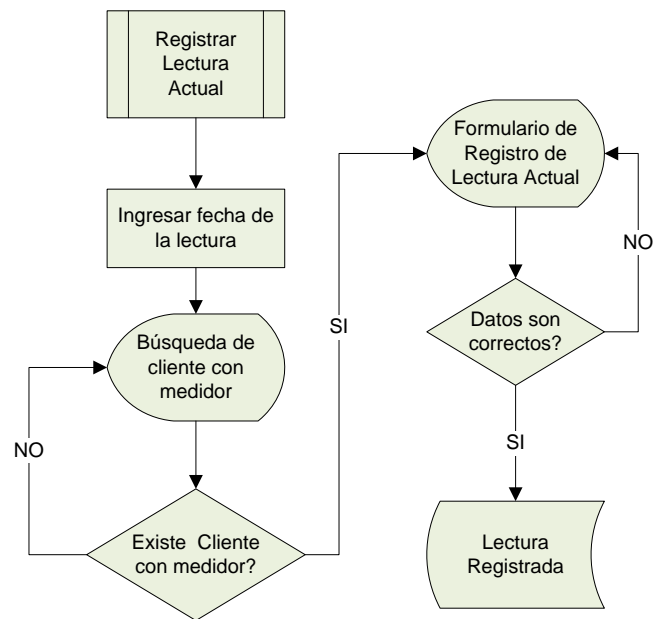 Registrar
Lectura
Actual
Ingresar fecha de
la lectura
Búsqueda de
cliente con
medidor
NO
Existe Cliente
con medidor?
SI
Formulario de
Registro de
Lectura Actual
NO
Datos son
correctos?
SI
Lectura
Registrada